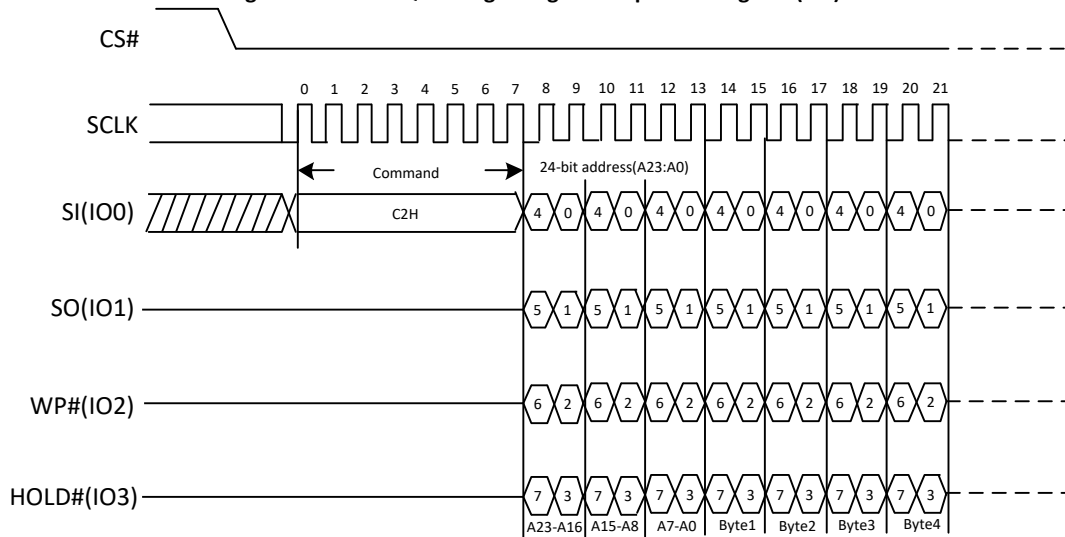 CS#
0 1 2 3 4 5 6 7 8 9 10 11 12 13 14 15 16 17 18 19 20 21
SCLK
Command 24-bit address(A23:A0)
SI(IO0) C2H 4 0 4 0 4 0 4 0 4 0 4 0 4 0
SO(IO1) 5 1 5 1 5 1 5 1 5 1 5 1 5 1
WP#(IO2) 6 2 6 2 6 2 6 2 6 2 6 2 6 2
HOLD#(IO3) 7 3 7 3 7 3 7 3 7 3 7 3 7 3
A23-A16 A15-A8 A7-A0 Byte1 Byte2 Byte3 Byte4